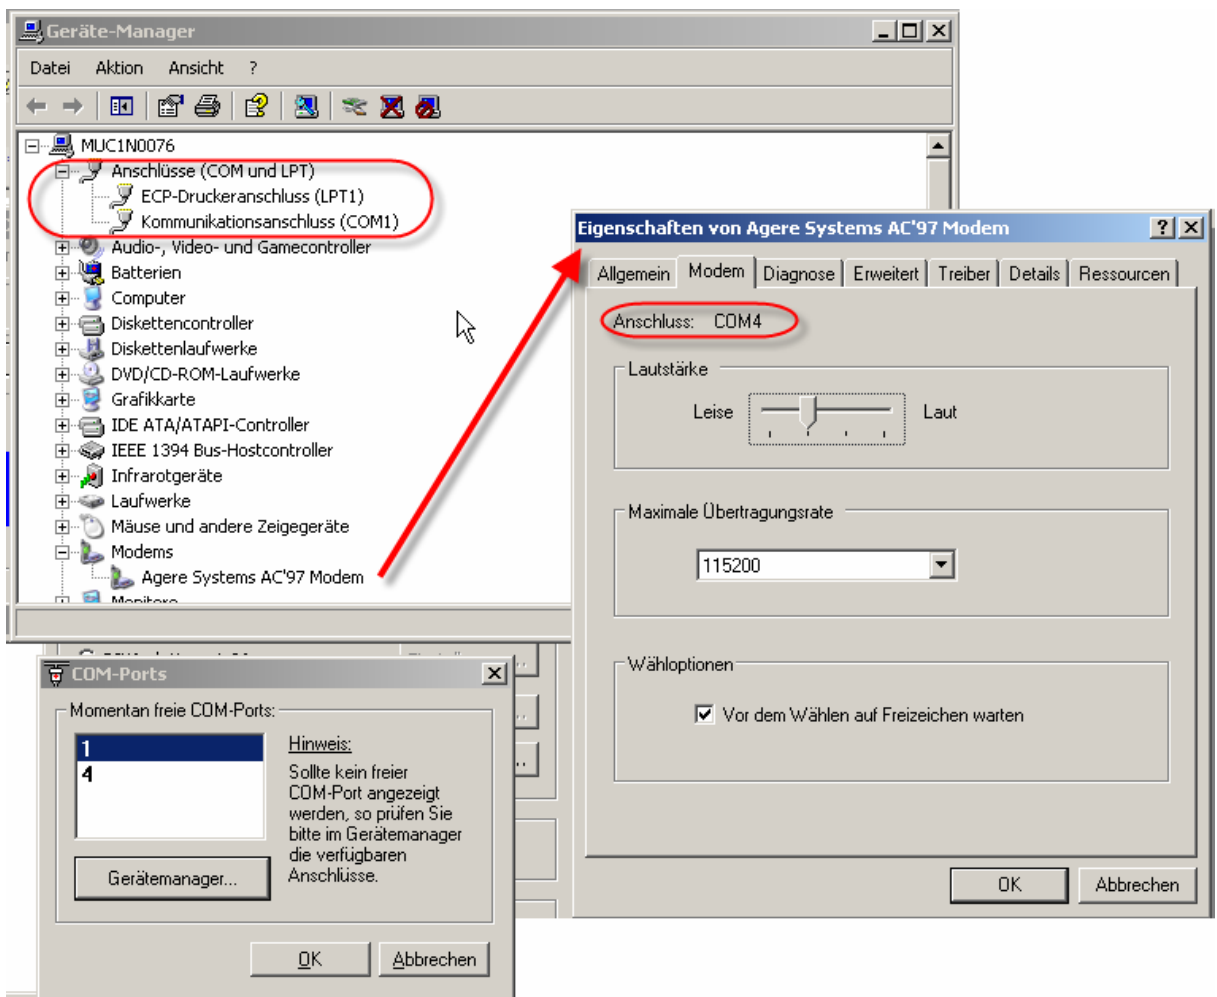 Geräte-Manager
Datei Aktion Ansicht ?
MUC1N0076
Anschlüsse (COM und LPT)
ECP-Druckeranschluss (LPT1)
Kommunikationsanschluss (COM1)
Audio-, Video- und Gamecontroller
Batterien
Computer
Diskettencontroller
Diskettenlaufwerke
DVD/CD-ROM-Laufwerke
Grafikkarte
IDE ATA/ATAPI-Controller
IEEE 1394 Bus-Hostcontroller
Infrarotgeräte
Laufwerke
Mäuse und andere Zeigegeräte
Modems
Agere Systems AC'97 Modem
Monitore
Eigenschaften von Agere Systems AC'97 Modem
Allgemein Modem Diagnose Erweitert Treiber Details Ressourcen
Anschluss: COM4
Lautstärke
Leise Laut
Maximale Übertragungsrate
115200
Wähloptionen
Vor dem Wählen auf Freizeichen warten
OK Abbrechen
COM-Ports
Momentan freie COM-Ports:
1
4
Hinweis:
Sollte kein freier
COM-Port angezeigt
werden, so prüfen Sie
bitte im Gerätemanager
die verfügbaren
Anschlüsse.
Gerätemanager...
OK Abbrechen